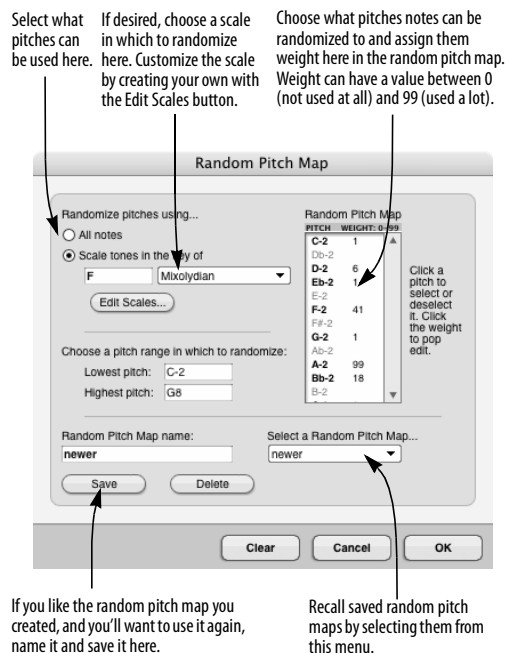 Select what
pitches can
be used here.
If desired, choose a scale
in which to randomize
here. Customize the scale
by creating your own with
the Edit Scales button.
Choose what pitches notes can be
randomized to and assign them
weight here in the random pitch map.
Weight can have a value between 0
(not used at all) and 99 (used a lot).
Random Pitch Map
Randomize pitches using...
All notes
Scale tones in the key of
F Mixolydian
Edit Scales...
Choose a pitch range in which to randomize:
Lowest pitch: C-2
Highest pitch: G8
Random Pitch Map
PITCH WEIGHT: 0-99
C-2 1
Db-2
D-2 6
Eb-2 1
E-2
F-2 41
F#-2
G-2 1
Ab-2
A-2 99
Bb-2 18
B-2
Click a
pitch to
select or
deselect
it. Click
the weight
to pop
edit.
Random Pitch Map name:
newer
Save Delete
Select a Random Pitch Map...
newer
Clear Cancel OK
If you like the random pitch map you
created, and you'll want to use it again,
name it and save it here.
Recall saved random pitch
maps by selecting them from
this menu.